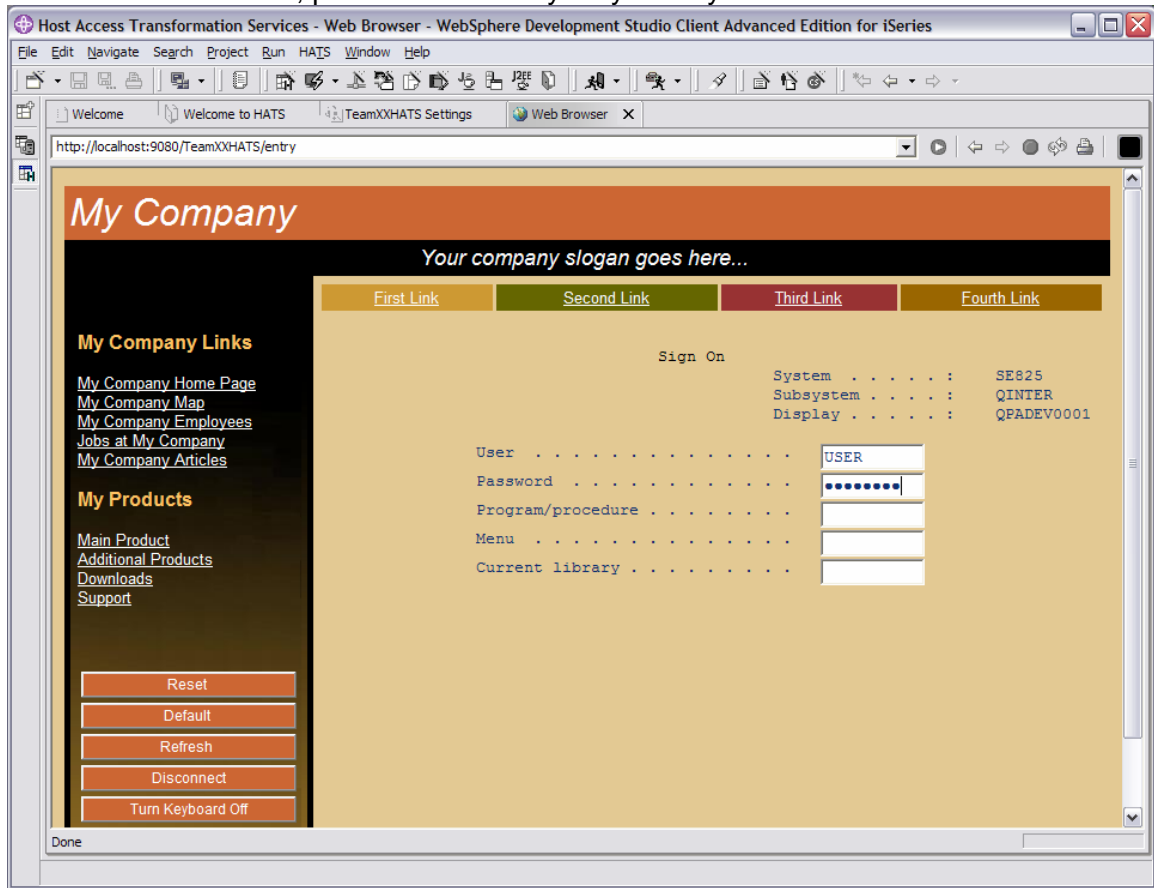 Host Access Transformation Services - Web Browser - WebSphere Development Studio Client Advanced Edition for iSeries
File Edit Navigate Search Project Run HATS Window Help
Welcome Welcome to HATS TeamXXHATS Settings Web Browser X
http://localhost:9080/TeamXXHATS/entry
My Company
Your company slogan goes here...
First Link Second Link Third Link Fourth Link
My Company Links
My Company Home Page
My Company Map
My Company Employees
Jobs at My Company
My Company Articles
My Products
Main Product
Additional Products
Downloads
Support
Reset
Default
Refresh
Disconnect
Turn Keyboard Off
Sign On
System . . . . . : SE825
Subsystem . . . . : QINTER
Display . . . . . : QPADEV0001
User . . . . . . . . . . . . . . USER
Password . . . . . . . . . . . . ••••••••
Program/procedure . . . . . . . .
Menu . . . . . . . . . . . . . .
Current library . . . . . . . . .
Done